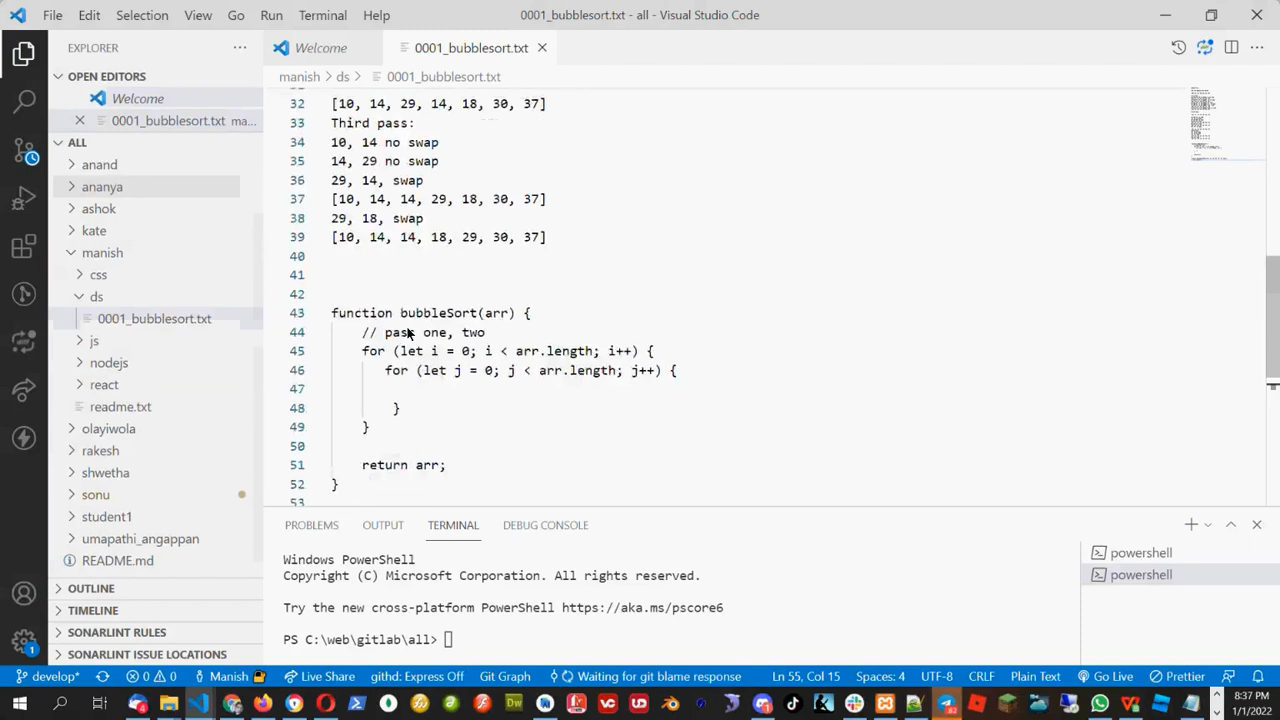 File Edit Selection View Go Run Terminal Help 0001_bubblesort.txt - all - Visual Studio Code
EXPLORER
Welcome 0001_bubblesort.txt
OPEN EDITORS
Welcome
0001_bubblesort.txt ma...
ALL
anand
ananya
ashok
kate
manish
css
ds
0001_bubblesort.txt
js
nodejs
react
readme.txt
olayiwola
rakesh
shwetha
sonu
student1
umapathi_angappan
README.md
OUTLINE
TIMELINE
SONARLINT RULES
SONARLINT ISSUE LOCATIONS
manish > ds > 0001_bubblesort.txt
32 [10, 14, 29, 14, 18, 30, 37]
33 Third pass:
34 10, 14 no swap
35 14, 29 no swap
36 29, 14, swap
37 [10, 14, 14, 29, 18, 30, 37]
38 29, 18, swap
39 [10, 14, 14, 18, 29, 30, 37]
40
41
42
43 function bubbleSort(arr) {
44 // pass one, two
45 for (let i = 0; i < arr.length; i++) {
46 for (let j = 0; j < arr.length; j++) {
47
48 }
49 }
50
51 return arr;
52 }
53
PROBLEMS OUTPUT TERMINAL DEBUG CONSOLE
Windows PowerShell
Copyright (C) Microsoft Corporation. All rights reserved.
Try the new cross-platform PowerShell https://aka.ms/pscore6
PS C:\web\gitlab\all>
powershell
powershell
1
develop* 0 0 Manish Live Share githd: Express Off Git Graph Waiting for git blame response Ln 55, Col 15 Spaces: 4 UTF-8 CRLF Plain Text Go Live Prettier
8:37 PM
1/1/2022